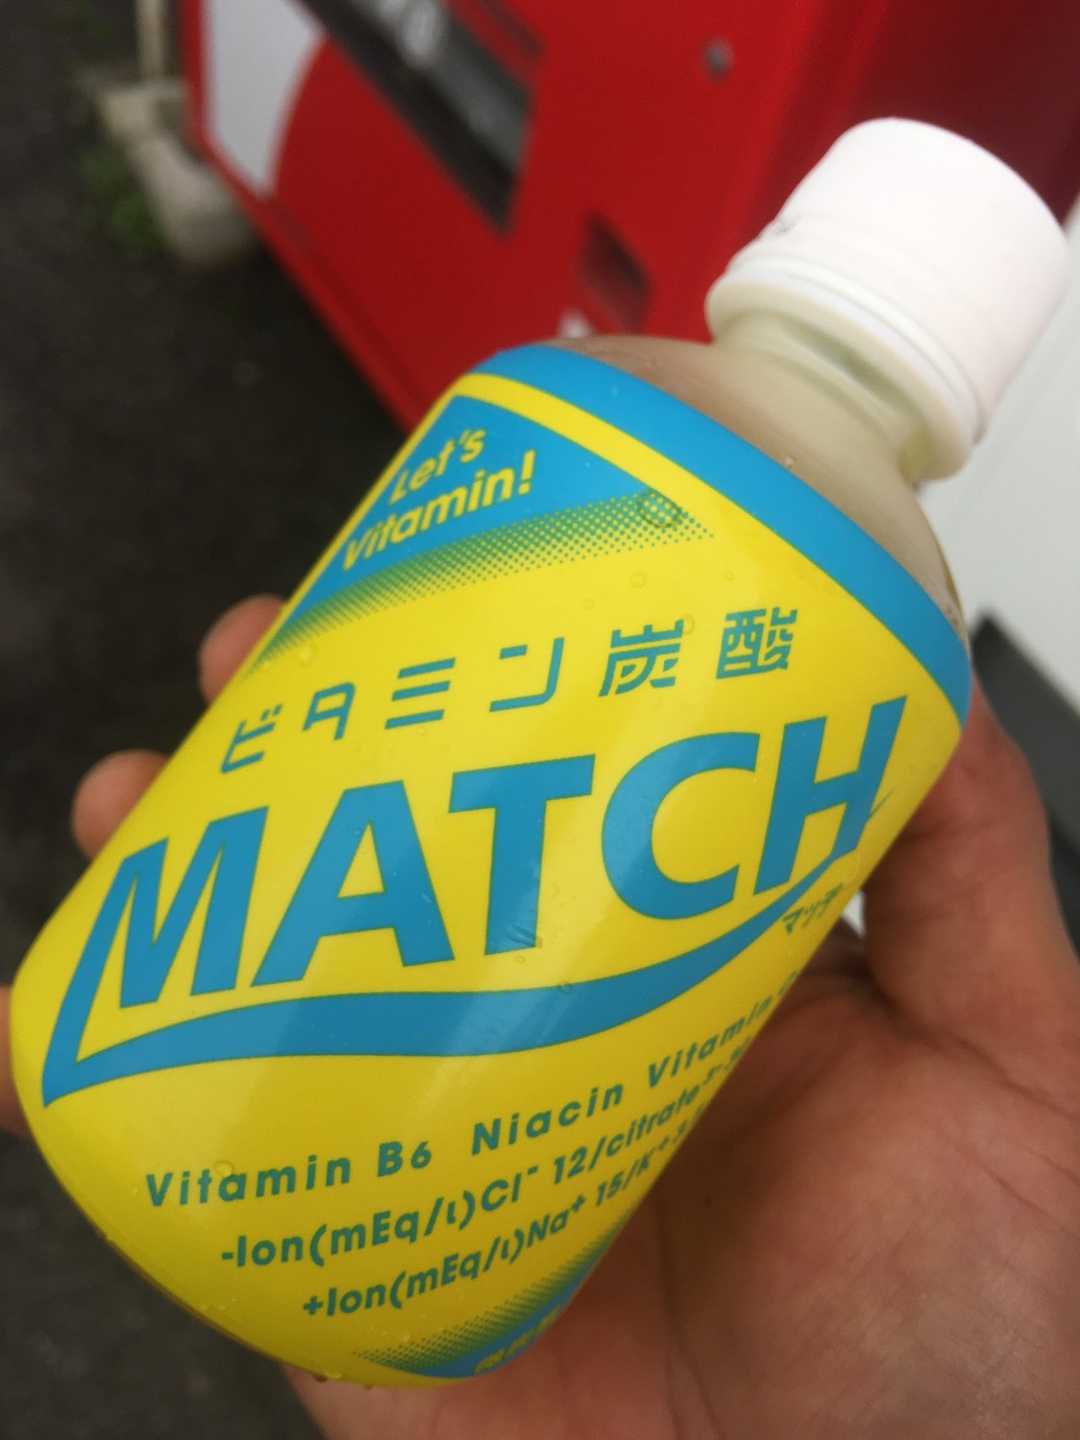 Let's
Vitamin!
ビタミン炭酸
MATCH
マッチ
Vitamin B6 Niacin Vitamin
-Ion(mEq/ι)Cl⁻ 12/citrate³⁻
+Ion(mEq/ι)Na⁺ 15/K⁺